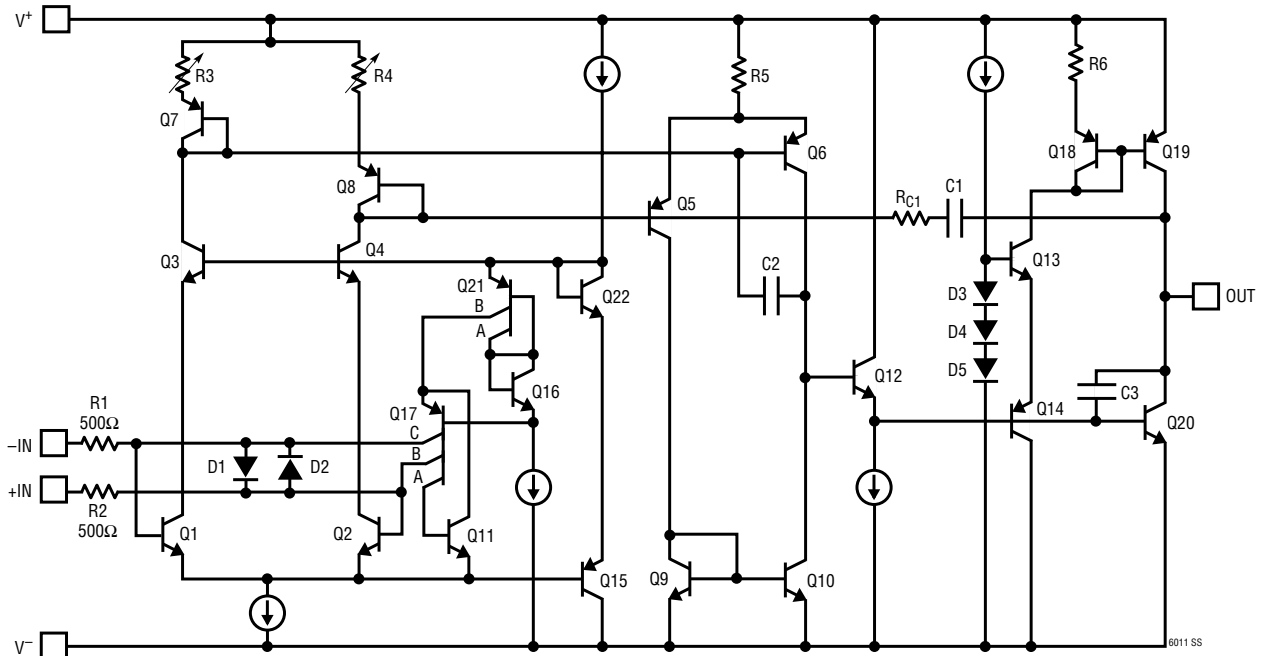 V+
R3
R4
R5
R6
Q7
Q6
Q18
Q19
Q8
Q5
RC1
C1
Q3
Q4
Q13
Q21
Q22
C2
B
A
D3
OUT
D4
D5
Q12
Q16
R1
500Ω
Q17
C
Q14
C3
Q20
–IN
D1
D2
B
A
+IN
R2
500Ω
Q1
Q2
Q11
Q15
Q9
Q10
V–
6011 SS